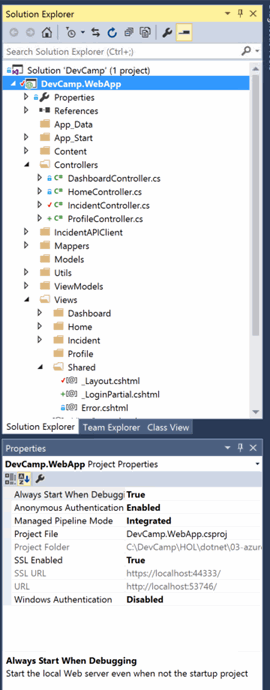 Solution Explorer
Search Solution Explorer (Ctrl+;)
Solution 'DevCamp' (1 project)
DevCamp.WebApp
Properties
References
App_Data
App_Start
Content
Controllers
C# DashboardController.cs
C# HomeController.cs
C# IncidentController.cs
C# ProfileController.cs
IncidentAPIClient
Mappers
Models
Utils
ViewModels
Views
Dashboard
Home
Incident
Profile
Shared
_Layout.cshtml
_LoginPartial.cshtml
Error.cshtml
Solution Explorer Team Explorer Class View
Properties
DevCamp.WebApp Project Properties
Always Start When Debuggi True
Anonymous Authentication Enabled
Managed Pipeline Mode Integrated
Project File DevCamp.WebApp.csproj
Project Folder C:\DevCamp\HOL\dotnet\03-azure
SSL Enabled True
SSL URL https://localhost:44333/
URL http://localhost:53746/
Windows Authentication Disabled
Always Start When Debugging
Start the local Web server even when not the startup project